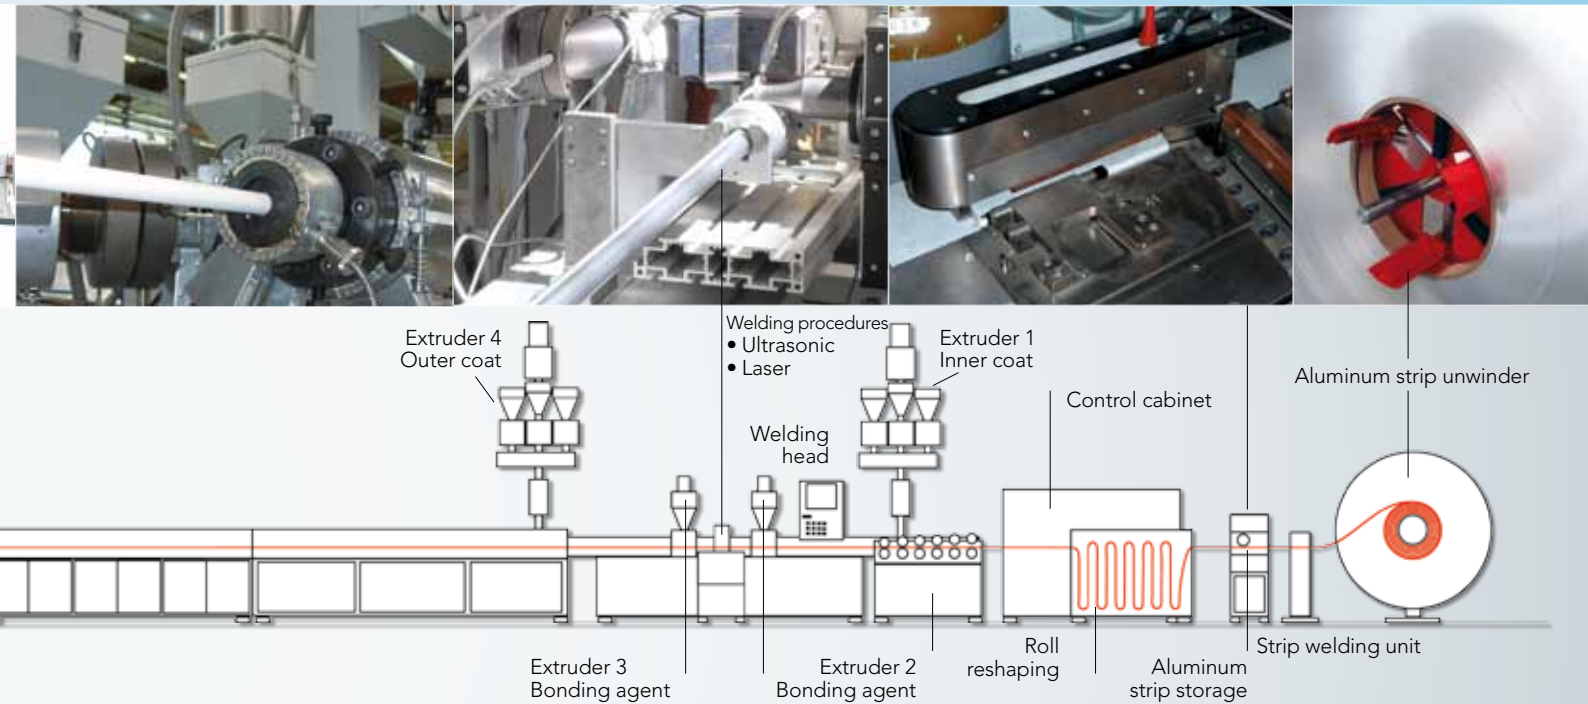 Extruder 4
Outer coat
Welding procedures
• Ultrasonic
• Laser
Extruder 1
Inner coat
Control cabinet
Aluminum strip unwinder
Welding
head
Extruder 3
Bonding agent
Extruder 2
Bonding agent
Roll
reshaping
Aluminum
strip storage
Strip welding unit